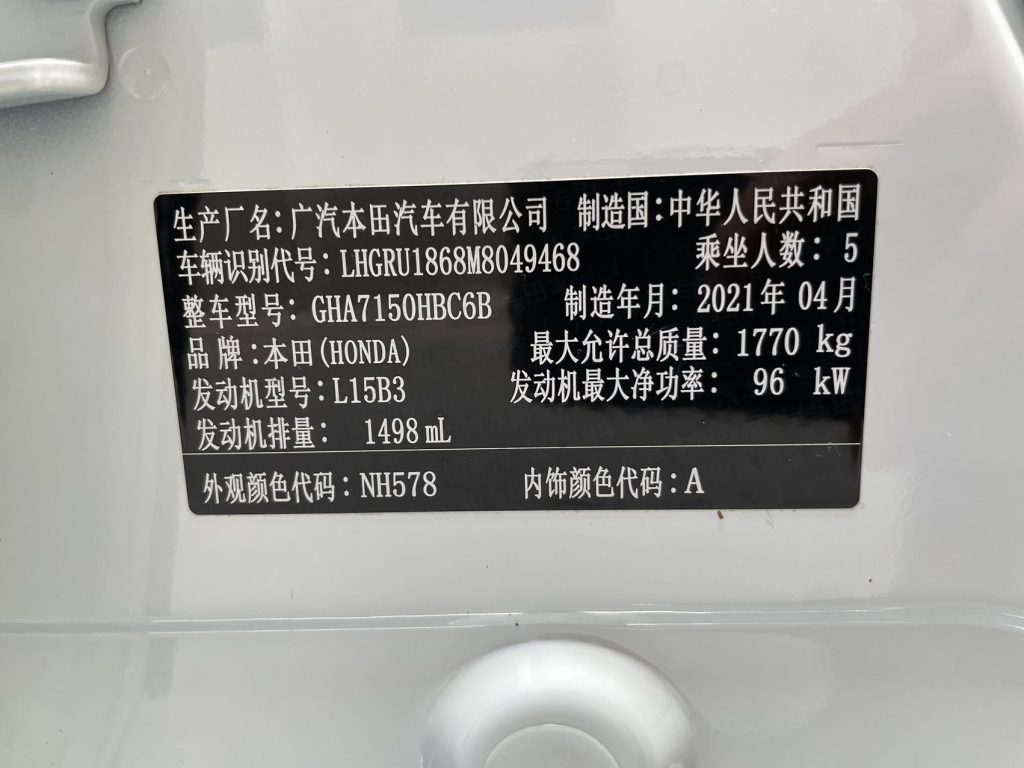 生产厂名:广汽本田汽车有限公司 制造国:中华人民共和国
车辆识别代号:LHGRU1868M8049468 乘坐人数:5
整车型号:GHA7150HBC6B 制造年月:2021年04月
品牌:本田(HONDA) 最大允许总质量:1770 kg
发动机型号:L15B3 发动机最大净功率:96 kW
发动机排量: 1498 mL
外观颜色代码:NH578 内饰颜色代码:A